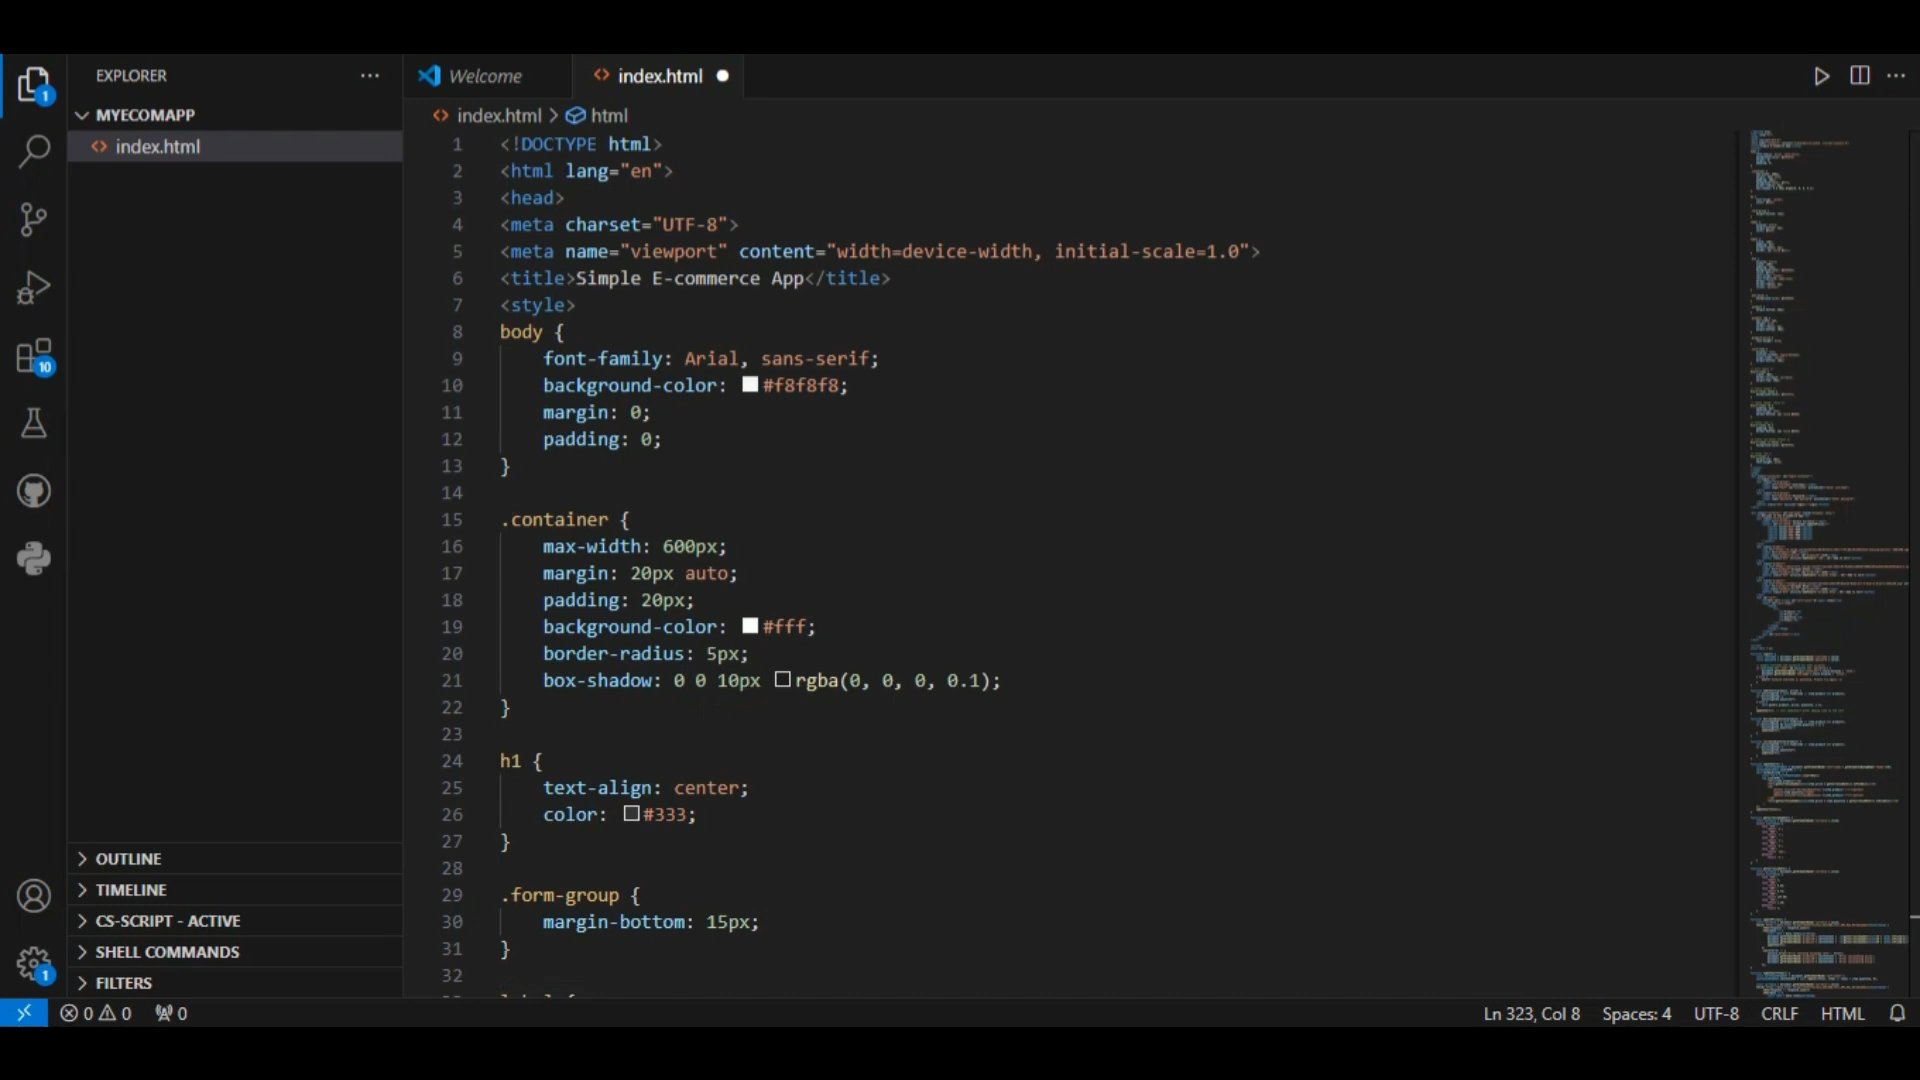 EXPLORER
MYECOMAPP
index.html
OUTLINE
TIMELINE
CS-SCRIPT - ACTIVE
SHELL COMMANDS
FILTERS
1
10
1
Welcome
index.html
index.html > html
1 <!DOCTYPE html>
2 <html lang="en">
3 <head>
4 <meta charset="UTF-8">
5 <meta name="viewport" content="width=device-width, initial-scale=1.0">
6 <title>Simple E-commerce App</title>
7 <style>
8 body {
9 font-family: Arial, sans-serif;
10 background-color: #f8f8f8;
11 margin: 0;
12 padding: 0;
13 }
14
15 .container {
16 max-width: 600px;
17 margin: 20px auto;
18 padding: 20px;
19 background-color: #fff;
20 border-radius: 5px;
21 box-shadow: 0 0 10px rgba(0, 0, 0, 0.1);
22 }
23
24 h1 {
25 text-align: center;
26 color: #333;
27 }
28
29 .form-group {
30 margin-bottom: 15px;
31 }
32
0 0 0
Ln 323, Col 8 Spaces: 4 UTF-8 CRLF HTML